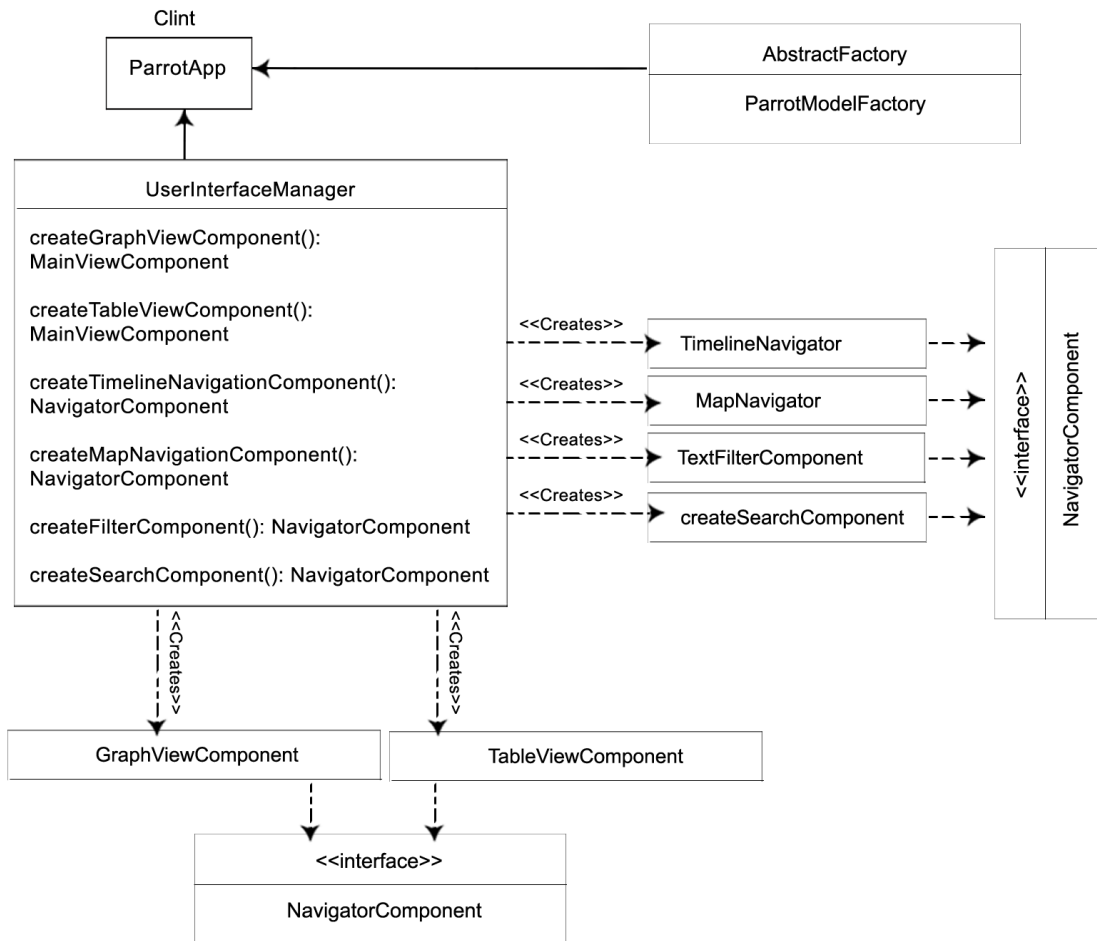 Clint
ParrotApp
AbstractFactory
ParrotModelFactory
UserInterfaceManager
createGraphViewComponent():
MainViewComponent
createTableViewComponent():
MainViewComponent
createTimelineNavigationComponent():
NavigatorComponent
createMapNavigationComponent():
NavigatorComponent
createFilterComponent(): NavigatorComponent
createSearchComponent(): NavigatorComponent
<<Creates>>
TimelineNavigator
<<Creates>>
MapNavigator
<<Creates>>
TextFilterComponent
<<Creates>>
createSearchComponent
<<interface>>
NavigatorComponent
<<Creates>>
<<Creates>>
GraphViewComponent
TableViewComponent
<<interface>>
NavigatorComponent